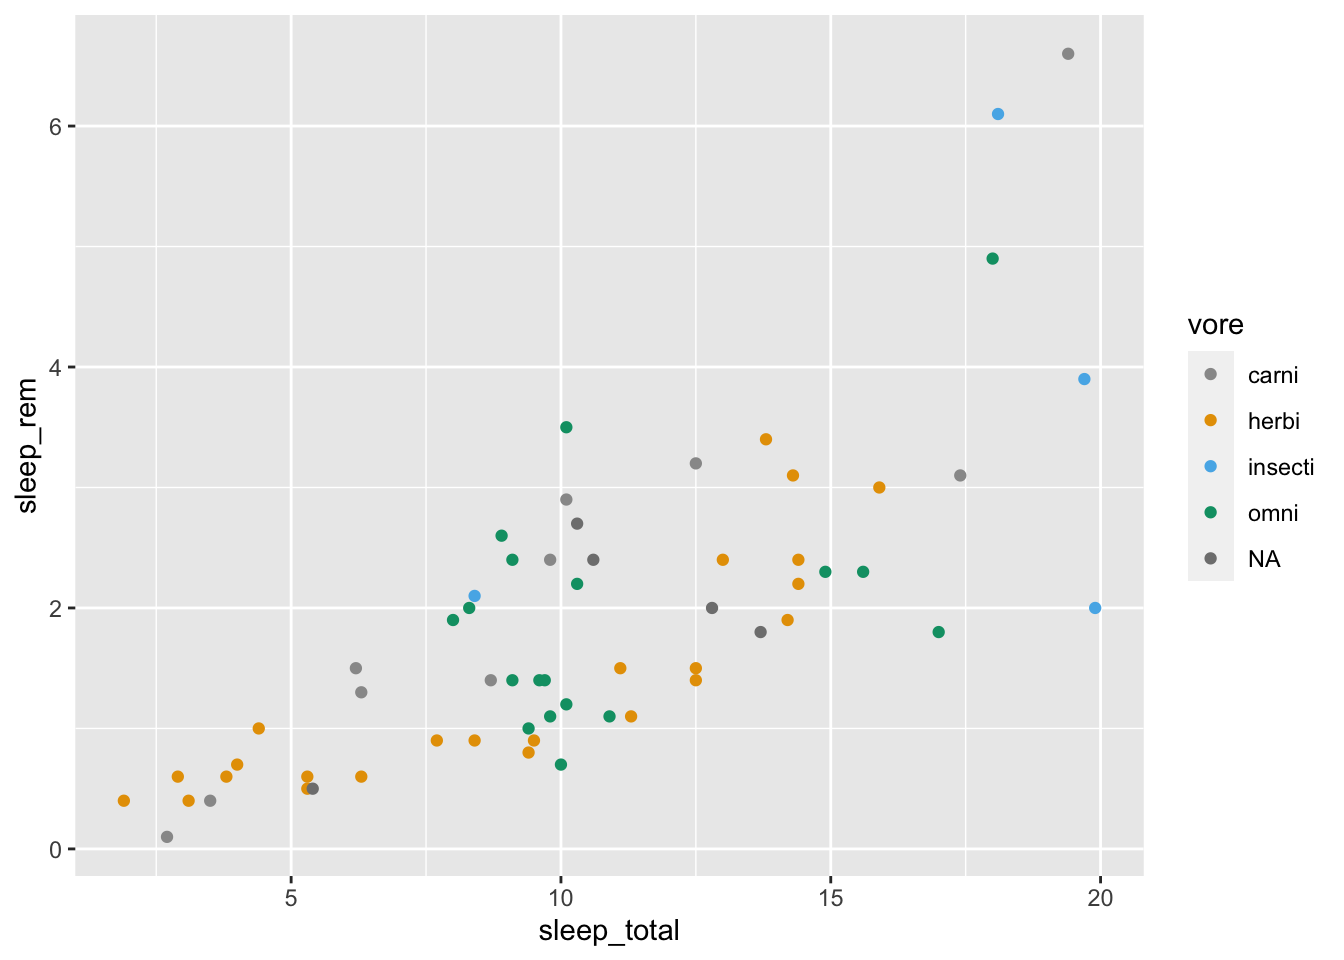 6
4
2
0
sleep_rem
5 10 15 20
sleep_total
vore
carni
herbi
insecti
omni
NA